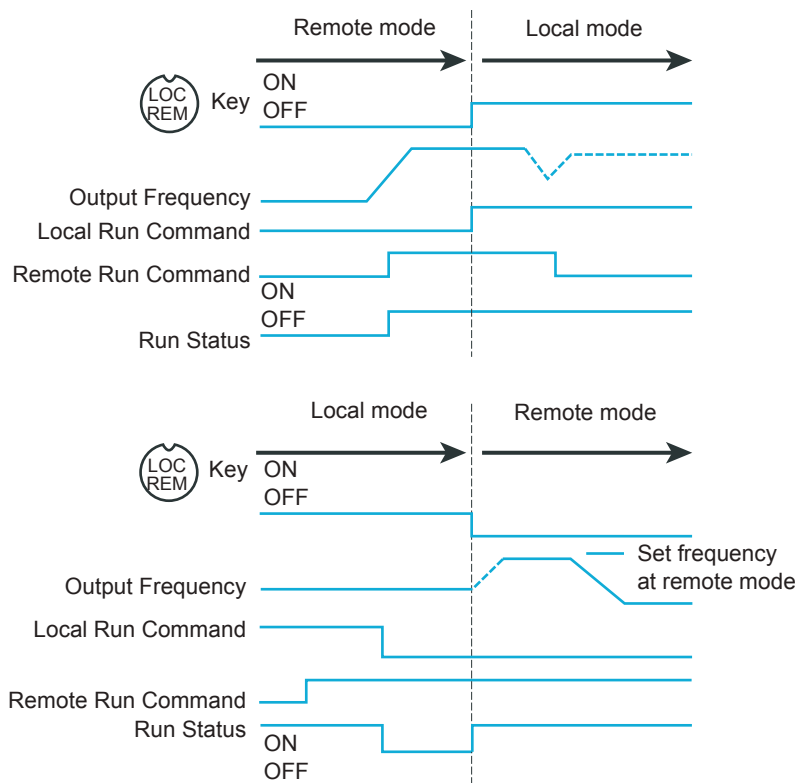 Remote mode
Local mode
LOC
REM
Key
ON
OFF
Output Frequency
Local Run Command
Remote Run Command
ON
OFF
Run Status
Local mode
Remote mode
LOC
REM
Key
ON
OFF
Set frequency
at remote mode
Output Frequency
Local Run Command
Remote Run Command
Run Status
ON
OFF